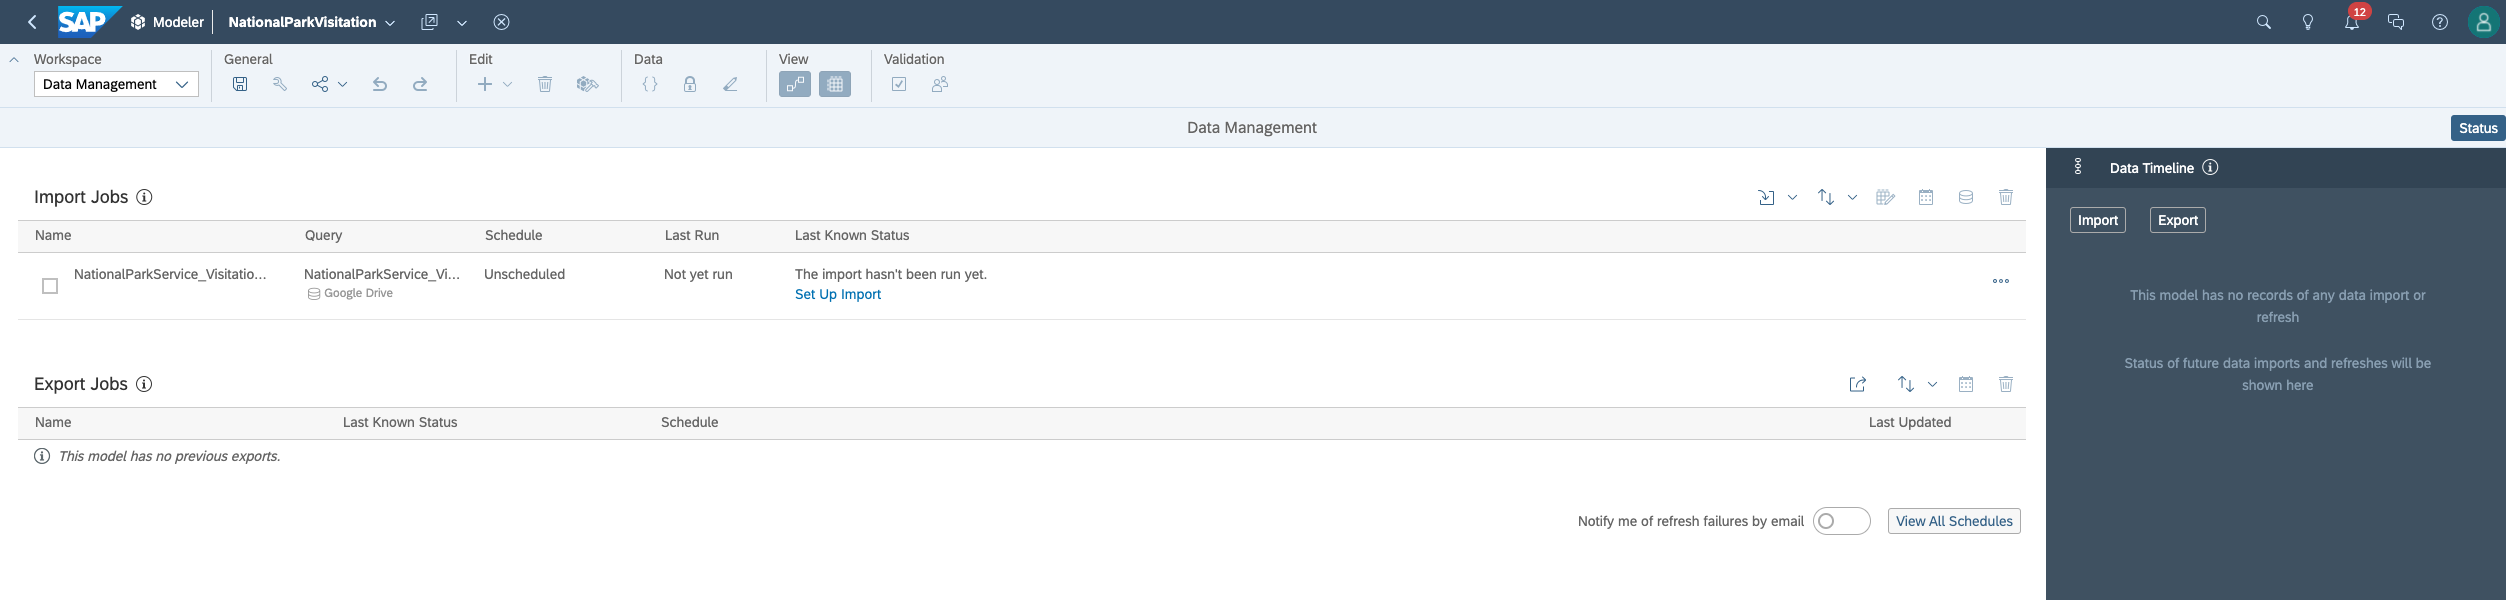 SAP Modeler NationalParkVisitation 12
Workspace General Edit Data View Validation
Data Management
Data Management
Status
Import Jobs
Name Query Schedule Last Run Last Known Status
NationalParkService_Visitatio... NationalParkService_Vi... Unscheduled Not yet run The import hasn't been run yet.
Google Drive Set Up Import
Export Jobs
Name Last Known Status Schedule Last Updated
This model has no previous exports.
Notify me of refresh failures by email View All Schedules
Data Timeline
Import Export
This model has no records of any data import or
refresh
Status of future data imports and refreshes will be
shown here